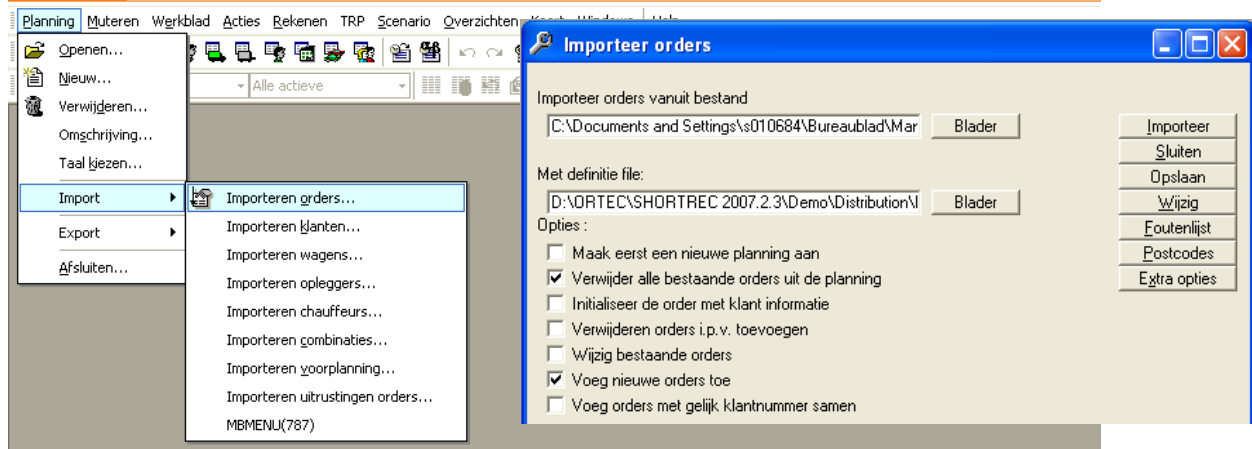 Planning Muteren Werkblad Acties Rekenen TRP Scenario Overzichten
Openen...
Nieuw...
Verwijderen...
Omschrijving...
Taal kiezen...
Import
Export
Afsluiten...
Alle actieve
Importeren orders...
Importeren klanten...
Importeren wagens...
Importeren opleggers...
Importeren chauffeurs...
Importeren combinaties...
Importeren voorplanning...
Importeren uitrustingen orders...
MBMENU(787)
Importeer orders
Importeer orders vanuit bestand
C:\Documents and Settings\s010684\Bureaublad\Mar
Blader
Met definitie file:
D:\ORTEC\SHORTREC 2007.2.3\Demo\Distribution\
Blader
Opties :
Maak eerst een nieuwe planning aan
Verwijder alle bestaande orders uit de planning
Initialiseer de order met klant informatie
Verwijderen orders i.p.v. toevoegen
Wijzig bestaande orders
Voeg nieuwe orders toe
Voeg orders met gelijk klantnummer samen
Importeer
Sluiten
Opslaan
Wijzig
Foutenlijst
Postcodes
Extra opties